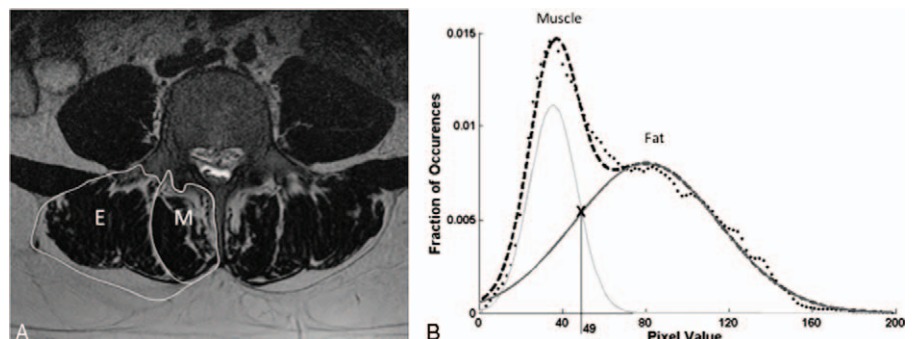 E
M
A
Muscle
0.015
Fat
0.01
Fraction of Occurences
0.005
0
0
40
49
80
120
160
200
Pixel Value
B